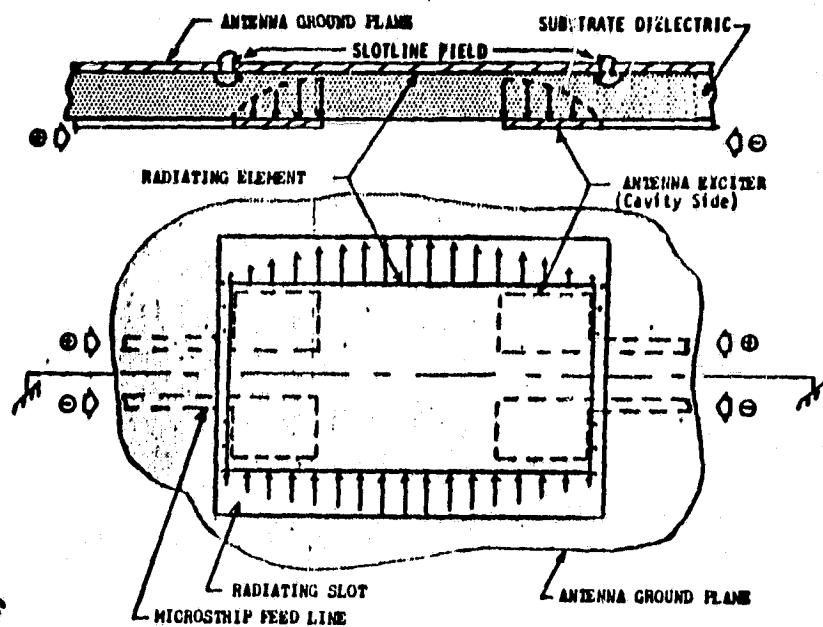 ANTENNA GROUND PLANE
SUBSTRATE DIELECTRIC
SLOTLINE FIELD
⊕
⊖
RADIATING ELEMENT
ANTENNA EXCITER
(Cavity Side)
⊕
⊕
⊖
⊖
RADIATING SLOT
ANTENNA GROUND PLANE
MICROSTRIP FEED LINE